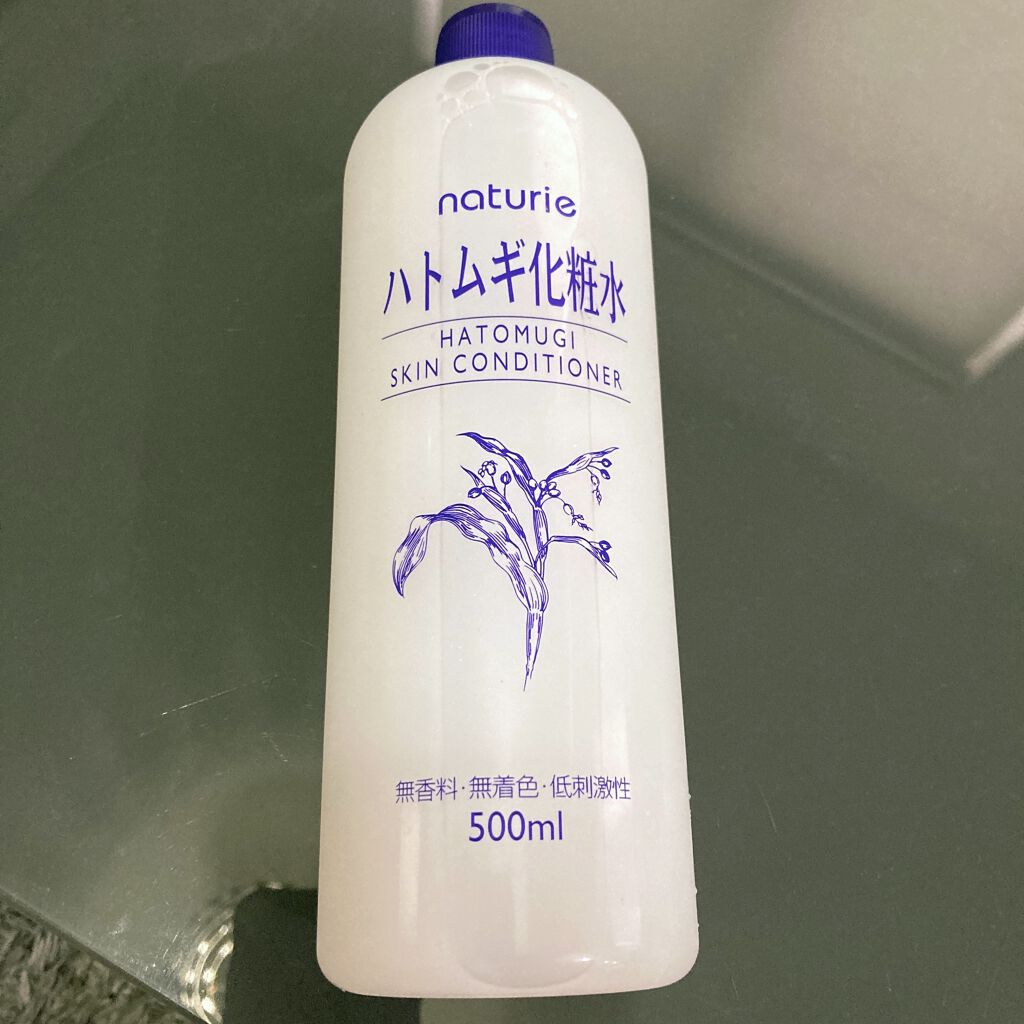 naturie
ハトムギ化粧水
HATOMUGI
SKIN CONDITIONER
無香料・無着色・低刺激性
500ml